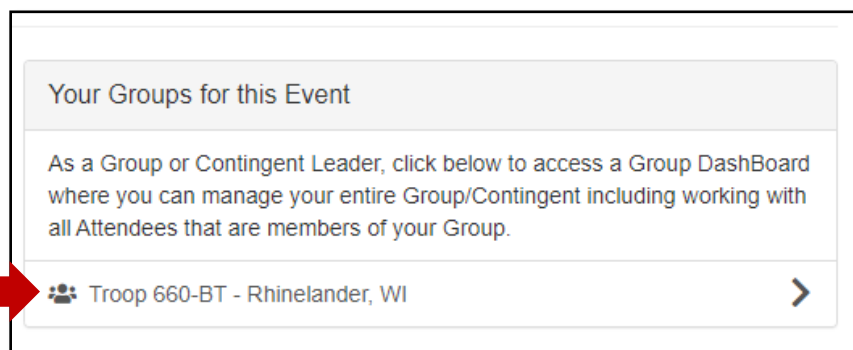 Your Groups for this Event
As a Group or Contingent Leader, click below to access a Group DashBoard
where you can manage your entire Group/Contingent including working with
all Attendees that are members of your Group.
Troop 660-BT - Rhinelander, WI